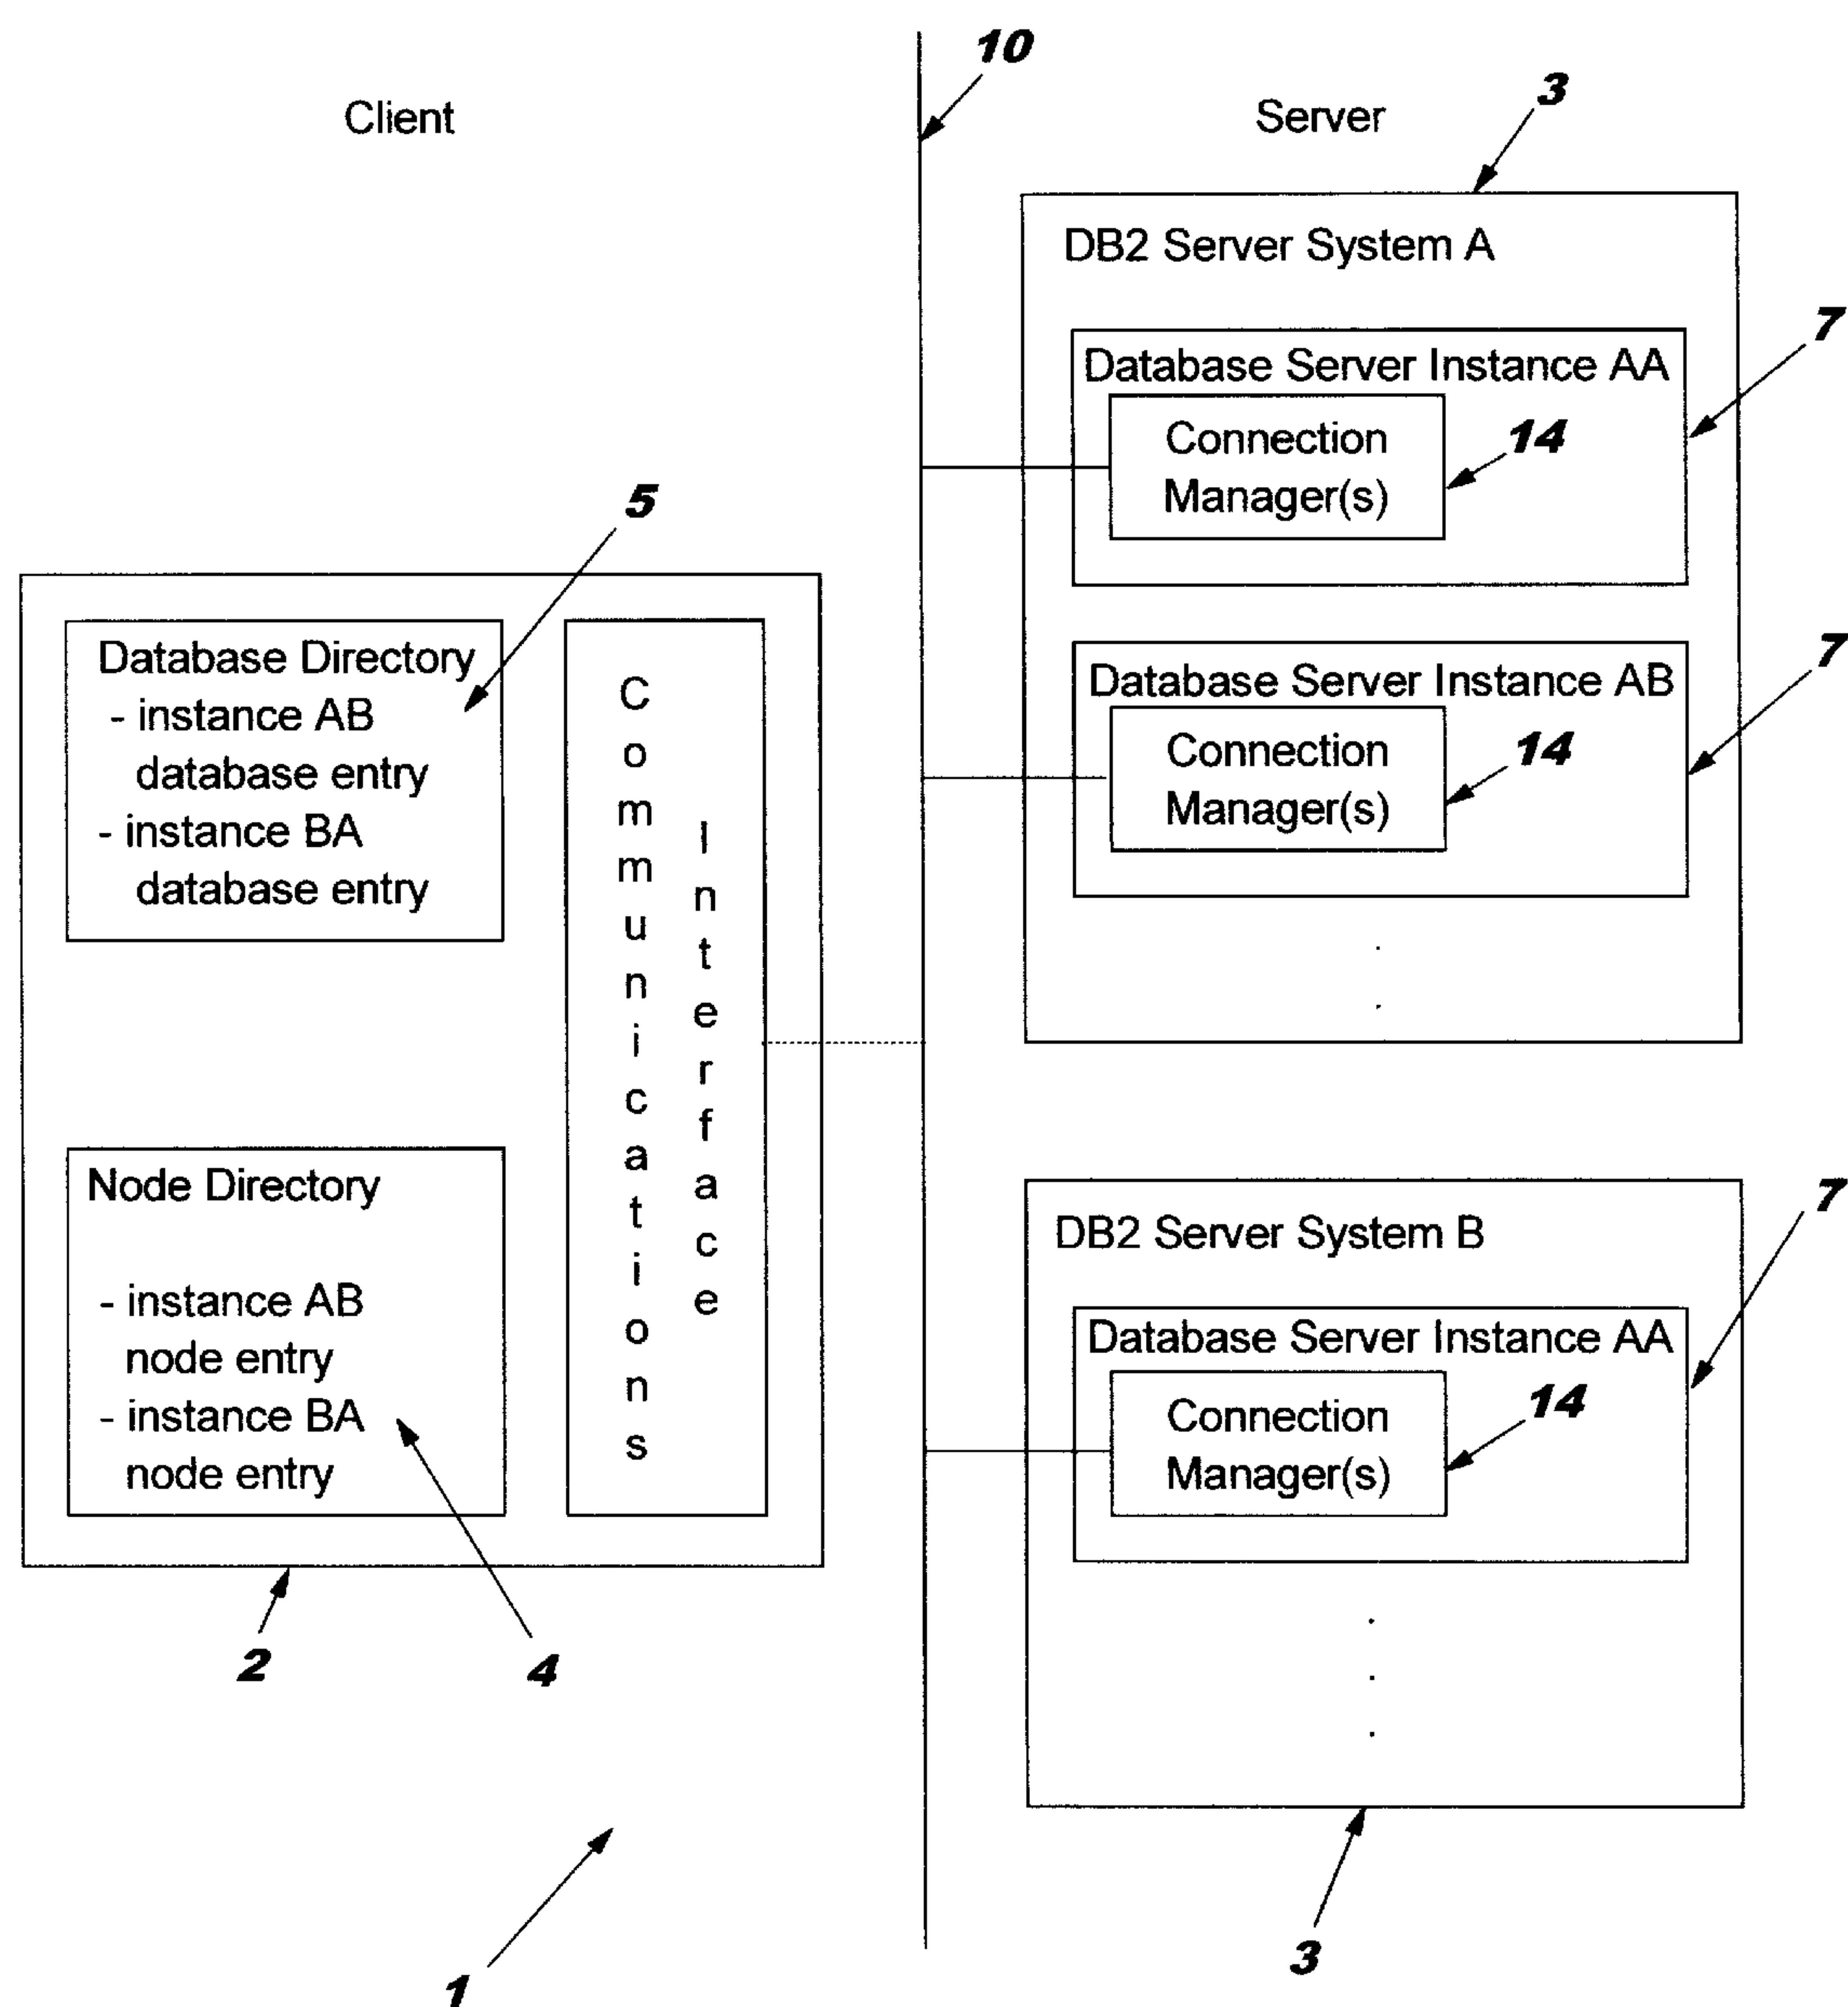 10
Client
Server
3
DB2 Server System A
7
Database Server Instance AA
Connection
Manager(s)
14
7
Database Server Instance AB
Connection
Manager(s)
14
5
Database Directory
- instance AB
database entry
- instance BA
database entry
Communications
Interface
Node Directory
- instance AB
node entry
- instance BA
node entry
2
4
DB2 Server System B
7
Database Server Instance AA
Connection
Manager(s)
14
3
1